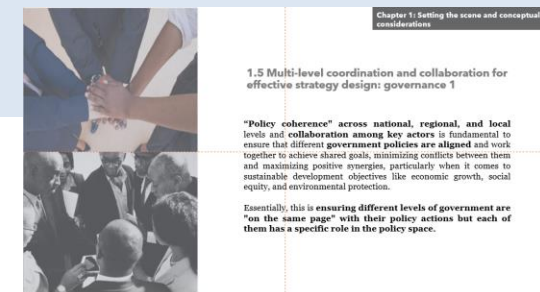 Chapter 1: Setting the scene and conceptual
considerations
1.5 Multi-level coordination and collaboration for
effective strategy design: governance 1
“Policy coherence” across national, regional, and local
levels and collaboration among key actors is fundamental to
ensure that different government policies are aligned and work
together to achieve shared goals, minimizing conflicts between them
and maximizing positive synergies, particularly when it comes to
sustainable development objectives like economic growth, social
equity, and environmental protection.
Essentially, this is ensuring different levels of government are
"on the same page" with their policy actions but each of
them has a specific role in the policy space.